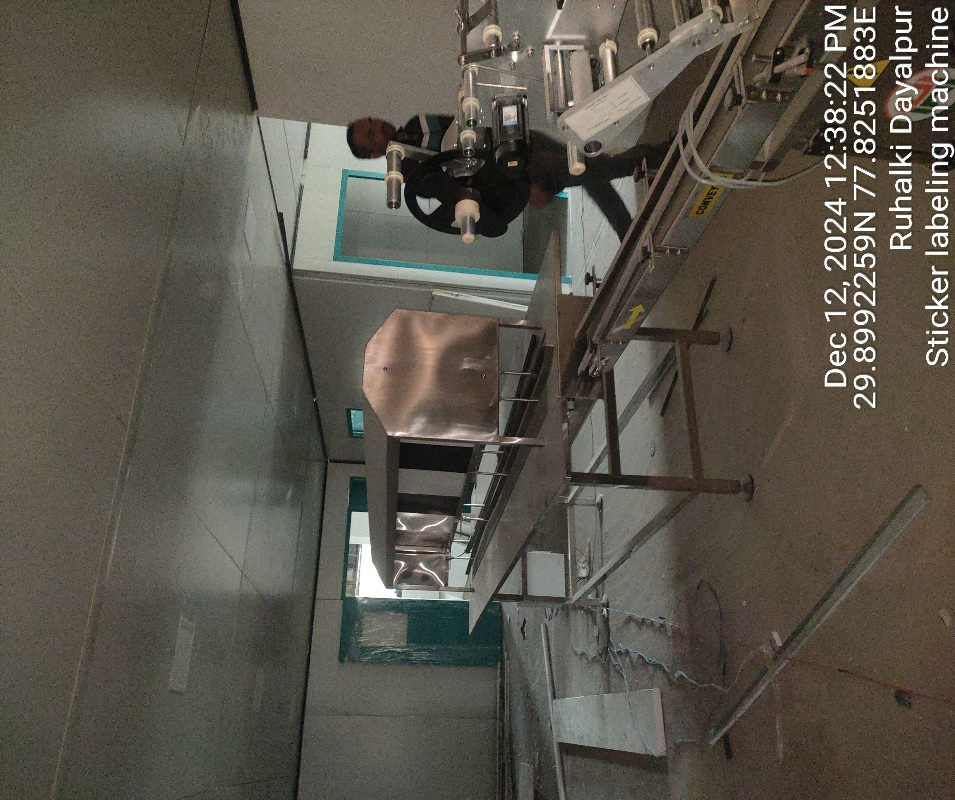 Dec 12, 2024 12:38:22 PM
29.8992259N 77.8251883E
Ruhalki Dayalpur
Sticker labeling machine
CONVEY